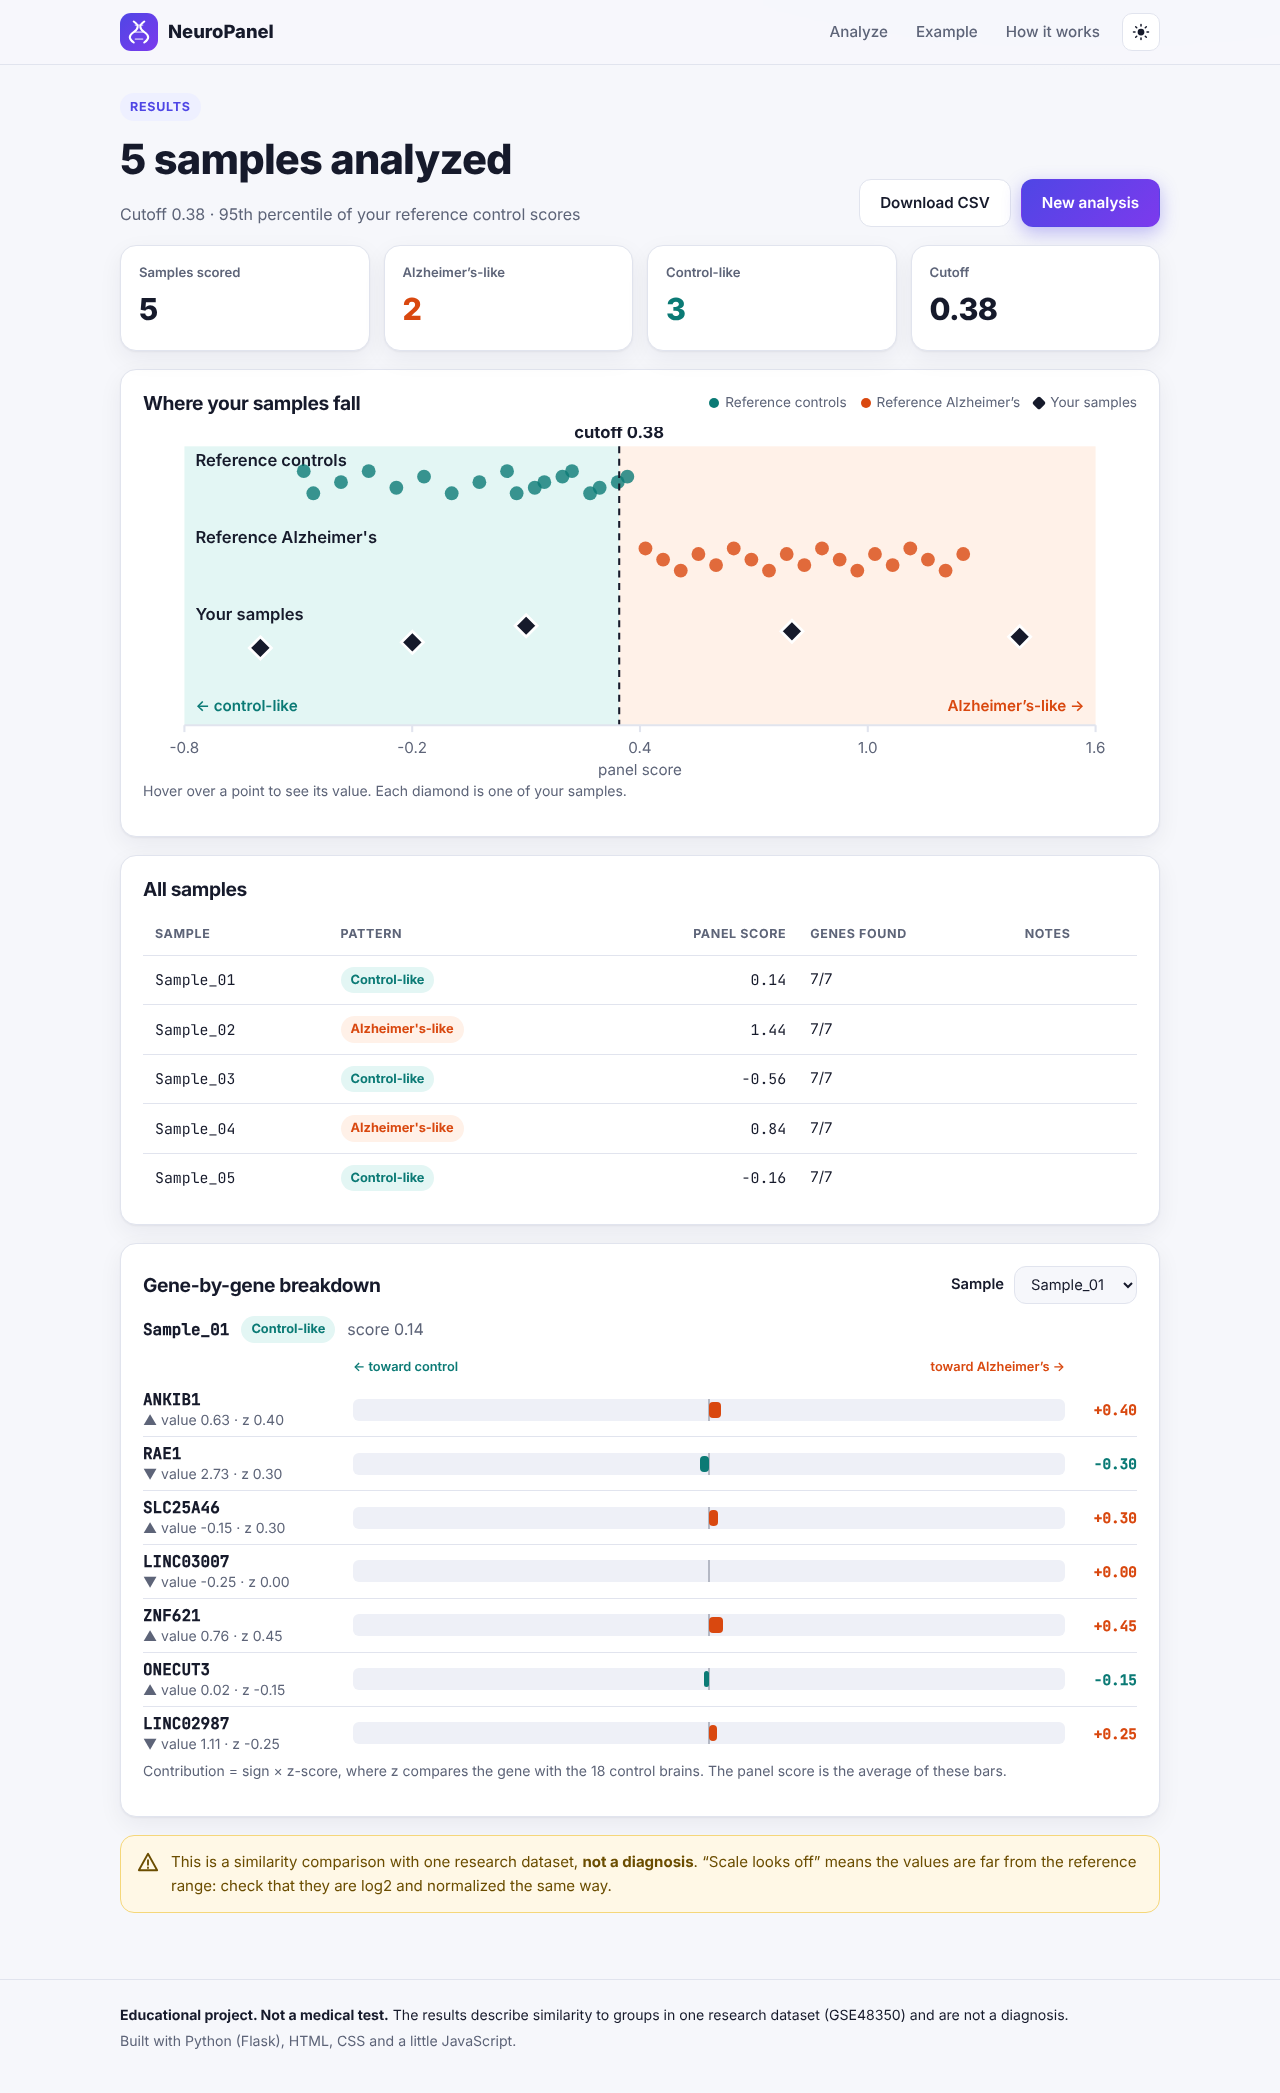 NeuroPanel
Analyze Example How it works
RESULTS
5 samples analyzed
Cutoff 0.38 · 95th percentile of your reference control scores
Download CSV New analysis
Samples scored
5
Alzheimer’s-like
2
Control-like
3
Cutoff
0.38
Where your samples fall
Reference controls Reference Alzheimer’s Your samples
cutoff 0.38
Reference controls
Reference Alzheimer's
Your samples
← control-like
Alzheimer’s-like →
-0.8 -0.2 0.4 1.0 1.6
panel score
Hover over a point to see its value. Each diamond is one of your samples.
All samples
SAMPLE PATTERN PANEL SCORE GENES FOUND NOTES
Sample_01 Control-like 0.14 7/7
Sample_02 Alzheimer's-like 1.44 7/7
Sample_03 Control-like -0.56 7/7
Sample_04 Alzheimer's-like 0.84 7/7
Sample_05 Control-like -0.16 7/7
Gene-by-gene breakdown
Sample Sample_01
Sample_01 Control-like score 0.14
← toward control toward Alzheimer’s →
ANKIB1
▲ value 0.63 · z 0.40
+0.40
RAE1
▼ value 2.73 · z 0.30
-0.30
SLC25A46
▲ value -0.15 · z 0.30
+0.30
LINC03007
▼ value -0.25 · z 0.00
+0.00
ZNF621
▲ value 0.76 · z 0.45
+0.45
ONECUT3
▲ value 0.02 · z -0.15
-0.15
LINC02987
▼ value 1.11 · z -0.25
+0.25
Contribution = sign × z-score, where z compares the gene with the 18 control brains. The panel score is the average of these bars.
This is a similarity comparison with one research dataset, not a diagnosis. “Scale looks off” means the values are far from the reference
range: check that they are log2 and normalized the same way.
Educational project. Not a medical test. The results describe similarity to groups in one research dataset (GSE48350) and are not a diagnosis.
Built with Python (Flask), HTML, CSS and a little JavaScript.